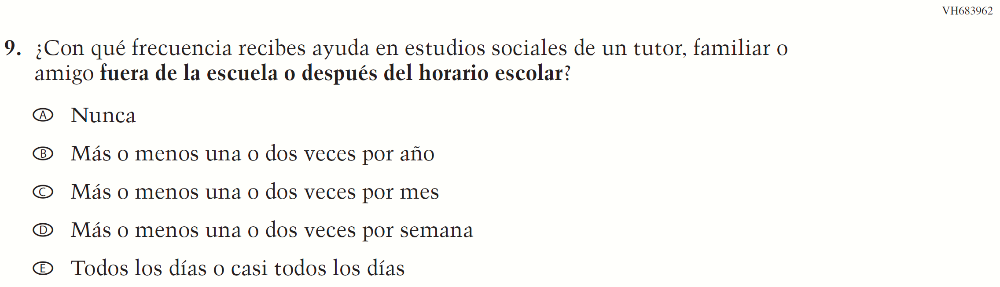 VH683962
9. ¿Con qué frecuencia recibes ayuda en estudios sociales de un tutor, familiar o
amigo fuera de la escuela o después del horario escolar?
A Nunca
B Más o menos una o dos veces por año
C Más o menos una o dos veces por mes
D Más o menos una o dos veces por semana
E Todos los días o casi todos los días